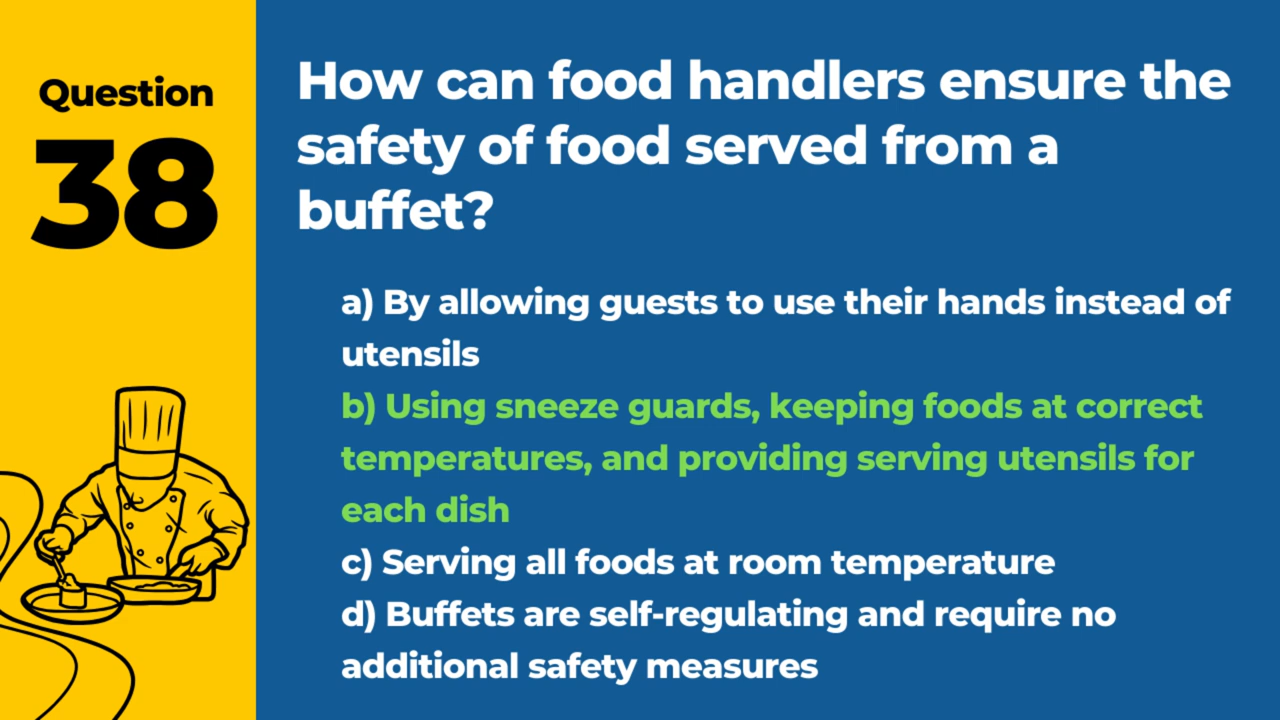 Question
38
How can food handlers ensure the
safety of food served from a
buffet?
a) By allowing guests to use their hands instead of
utensils
b) Using sneeze guards, keeping foods at correct
temperatures, and providing serving utensils for
each dish
c) Serving all foods at room temperature
d) Buffets are self-regulating and require no
additional safety measures